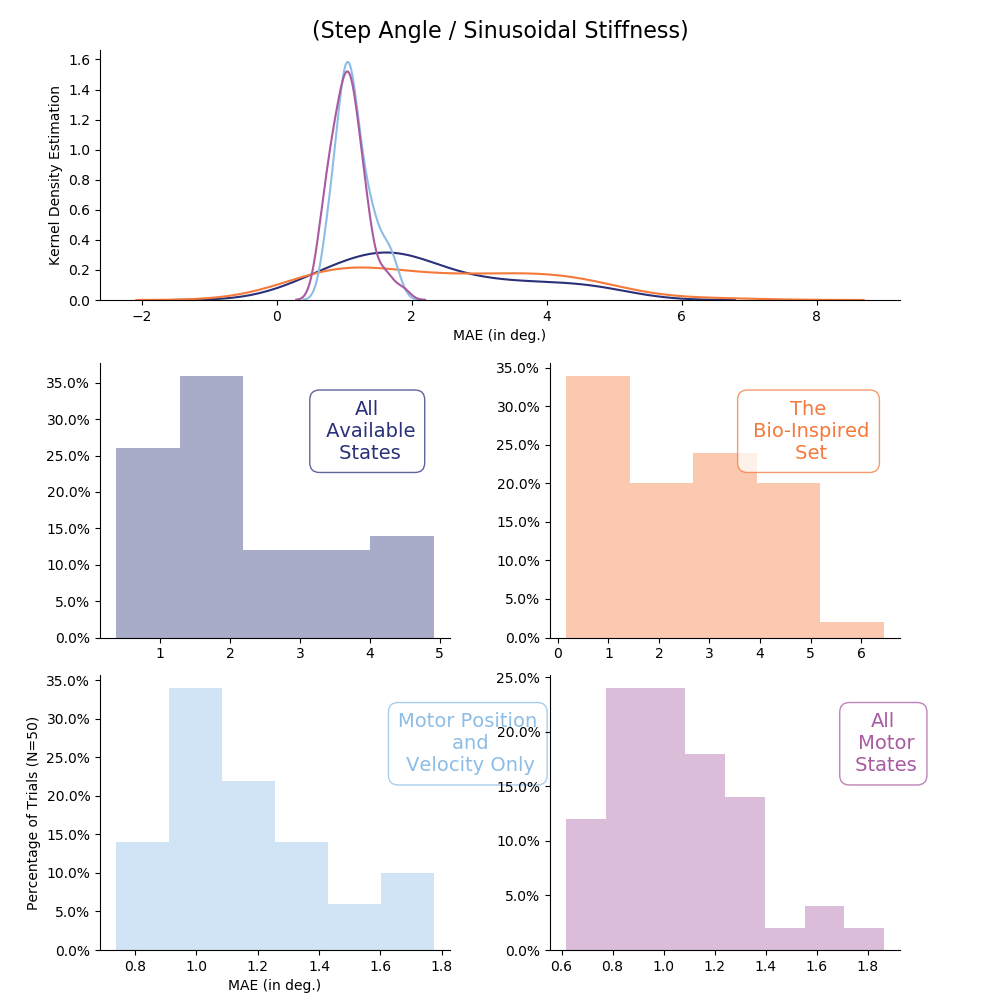 (Step Angle / Sinusoidal Stiffness)
Kernel Density Estimation
1.6
1.4
1.2
1.0
0.8
0.6
0.4
0.2
0.0
−2 0 2 4 6 8
MAE (in deg.)
35.0%
30.0%
25.0%
20.0%
15.0%
10.0%
5.0%
0.0%
1 2 3 4 5
All
Available
States
35.0%
30.0%
25.0%
20.0%
15.0%
10.0%
5.0%
0.0%
0 1 2 3 4 5 6
The
Bio-Inspired
Set
Percentage of Trials (N=50)
35.0%
30.0%
25.0%
20.0%
15.0%
10.0%
5.0%
0.0%
0.8 1.0 1.2 1.4 1.6 1.8
MAE (in deg.)
Motor Position
and
Velocity Only
25.0%
20.0%
15.0%
10.0%
5.0%
0.0%
0.6 0.8 1.0 1.2 1.4 1.6 1.8
All
Motor
States